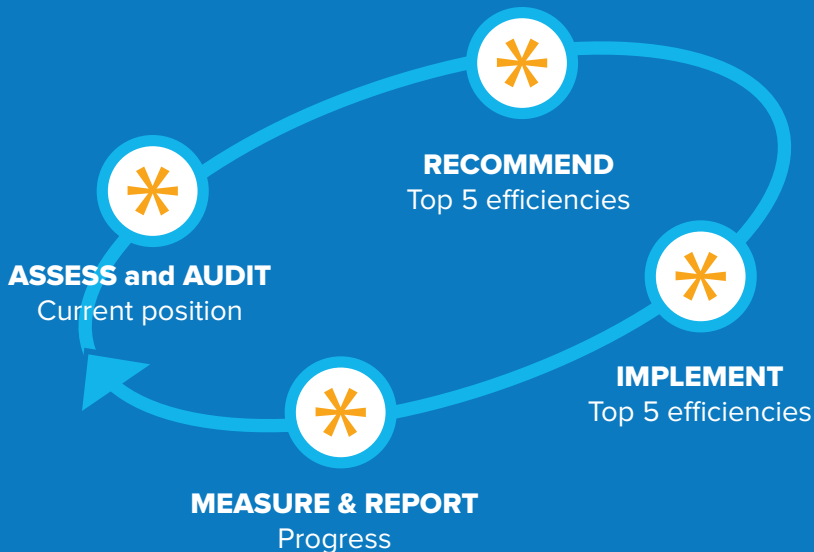 RECOMMEND
Top 5 efficiencies
ASSESS and AUDIT
Current position
IMPLEMENT
Top 5 efficiencies
MEASURE & REPORT
Progress